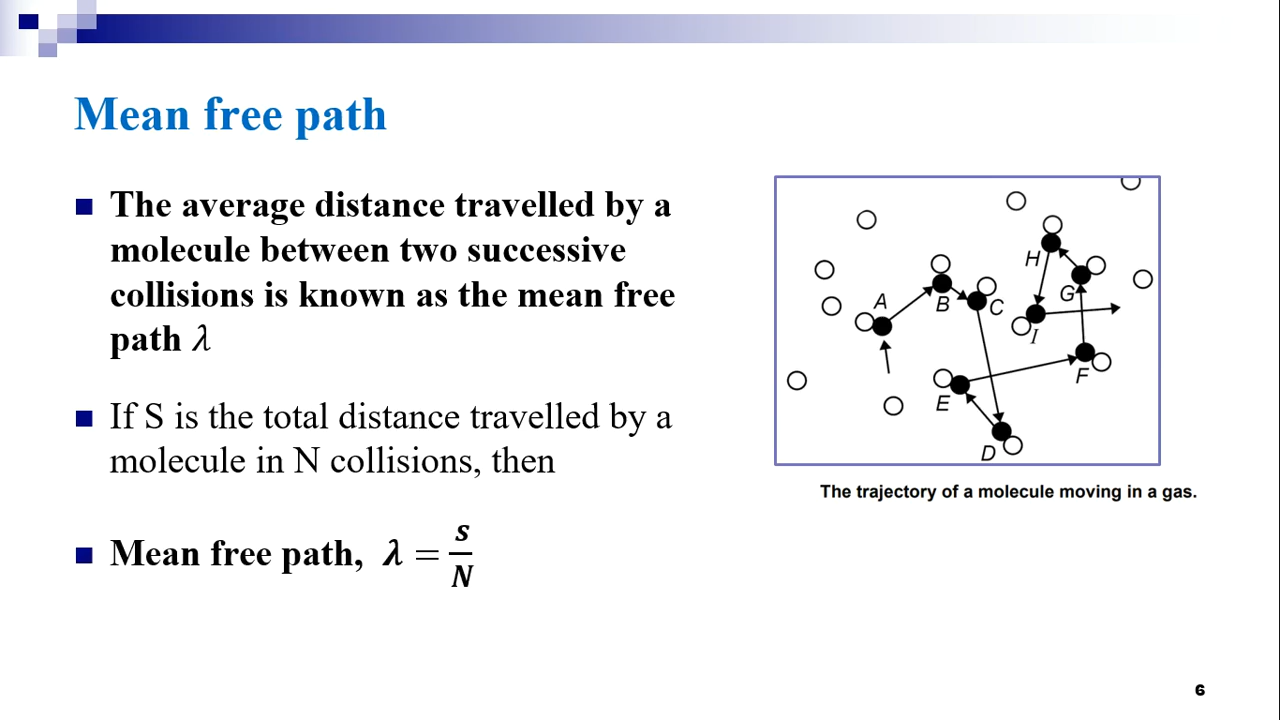 Mean free path
The average distance travelled by a
molecule between two successive
collisions is known as the mean free
path λ
If S is the total distance travelled by a
molecule in N collisions, then
Mean free path, λ = s/N
A
B
C
D
E
F
G
H
I
The trajectory of a molecule moving in a gas.
6